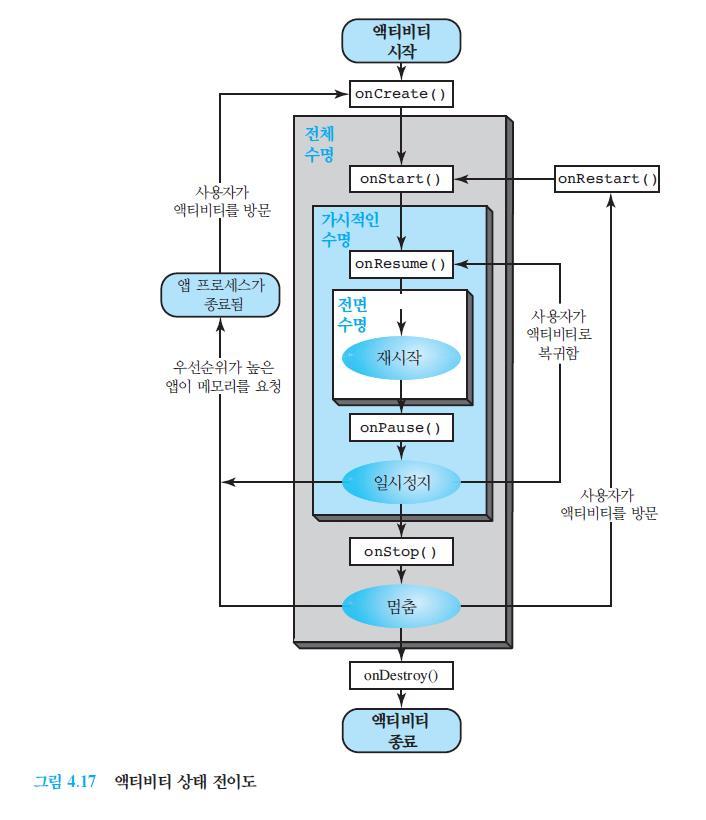 액티비티
시작
onCreate()
전체
수명
onStart()
onRestart()
사용자가
액티비티를 방문
가시적인
수명
onResume()
앱 프로세스가
종료됨
전면
수명
사용자가
액티비티로
복귀함
재시작
우선순위가 높은
앱이 메모리를 요청
onPause()
일시정지
사용자가
액티비티를 방문
onStop()
멈춤
onDestroy()
액티비티
종료
그림 4.17 액티비티 상태 전이도